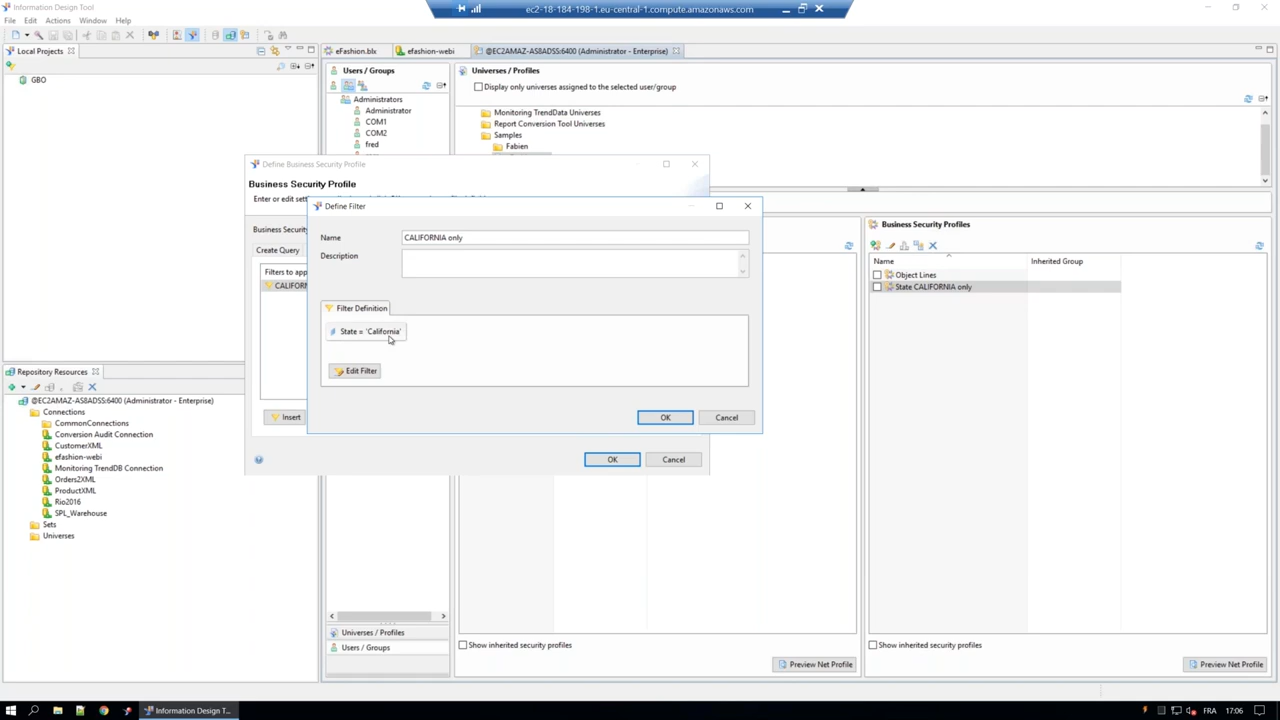 Information Design Tool
ec2-18-184-198-1.eu-central-1.compute.amazonaws.com
File Edit Actions Window Help
Local Projects
GBO
eFashion.blx
efashion-webi
@EC2AMAZ-AS8ADSS:6400 (Administrator - Enterprise)
Users / Groups
Administrators
Administrator
COM1
COM2
fred
Universes / Profiles
Display only universes assigned to the selected user/group
Monitoring TrendData Universes
Report Conversion Tool Universes
Samples
Fabien
Define Business Security Profile
Business Security Profile
Enter or edit
Business Security
Create Query
Filters to
Insert
OK
Cancel
Define Filter
Name
CALIFORNIA only
Description
Filter Definition
State = 'California'
Edit Filter
OK
Cancel
Business Security Profiles
Name
Inherited Group
Object Lines
State CALIFORNIA only
Repository Resources
@EC2AMAZ-AS8ADSS:6400 (Administrator - Enterprise)
Connections
CommonConnections
Conversion Audit Connection
CustomerXML
efashion-webi
Monitoring TrendDB Connection
Orders2XML
ProductXML
Rio2016
SPL_Warehouse
Sets
Universes
Universes / Profiles
Users / Groups
Show inherited security profiles
Preview Net Profile
Show inherited security profiles
Preview Net Profile
Information Design T...
FRA
17:06